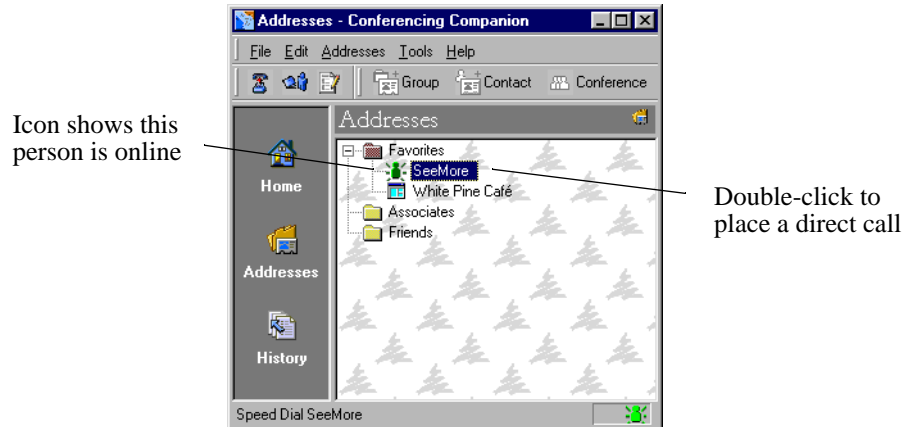 Addresses - Conferencing Companion
File Edit Addresses Tools Help
Group Contact Conference
Addresses
Icon shows this
person is online
Favorites
SeeMore
White Pine Café
Associates
Friends
Home
Addresses
History
Double-click to
place a direct call
Speed Dial SeeMore